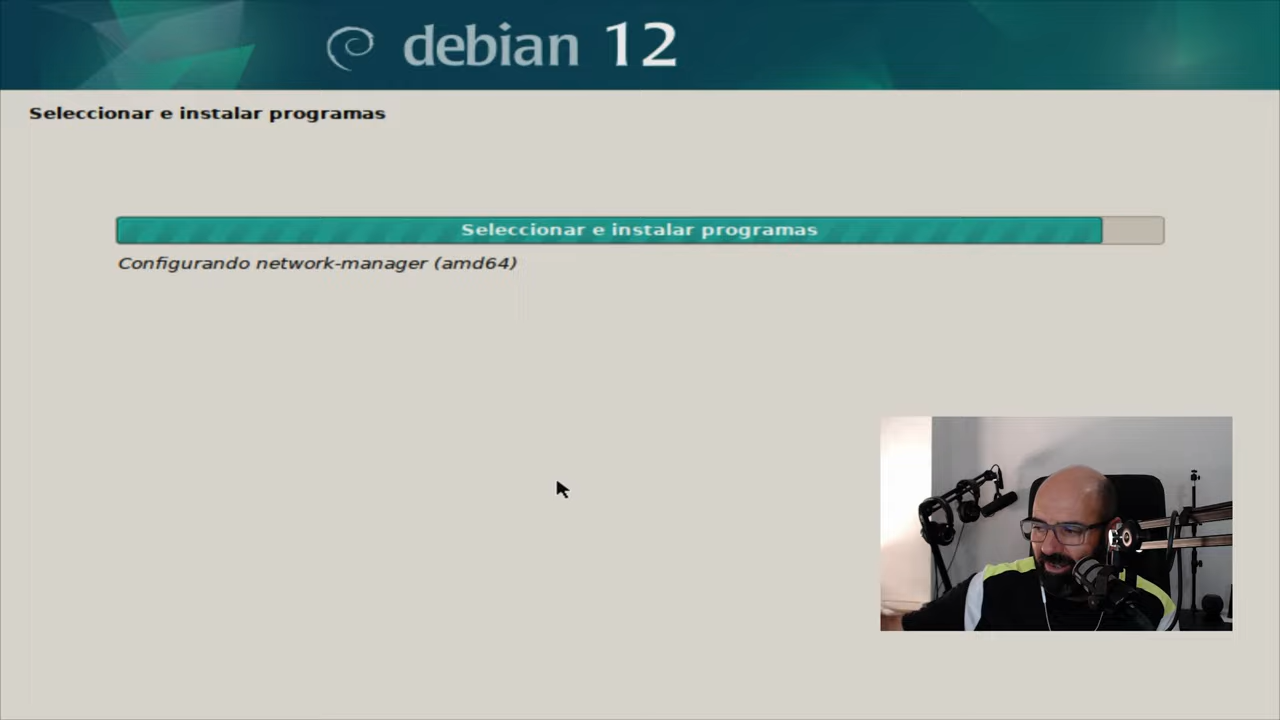 debian 12
Seleccionar e instalar programas
Seleccionar e instalar programas
Configurando network-manager (amd64)